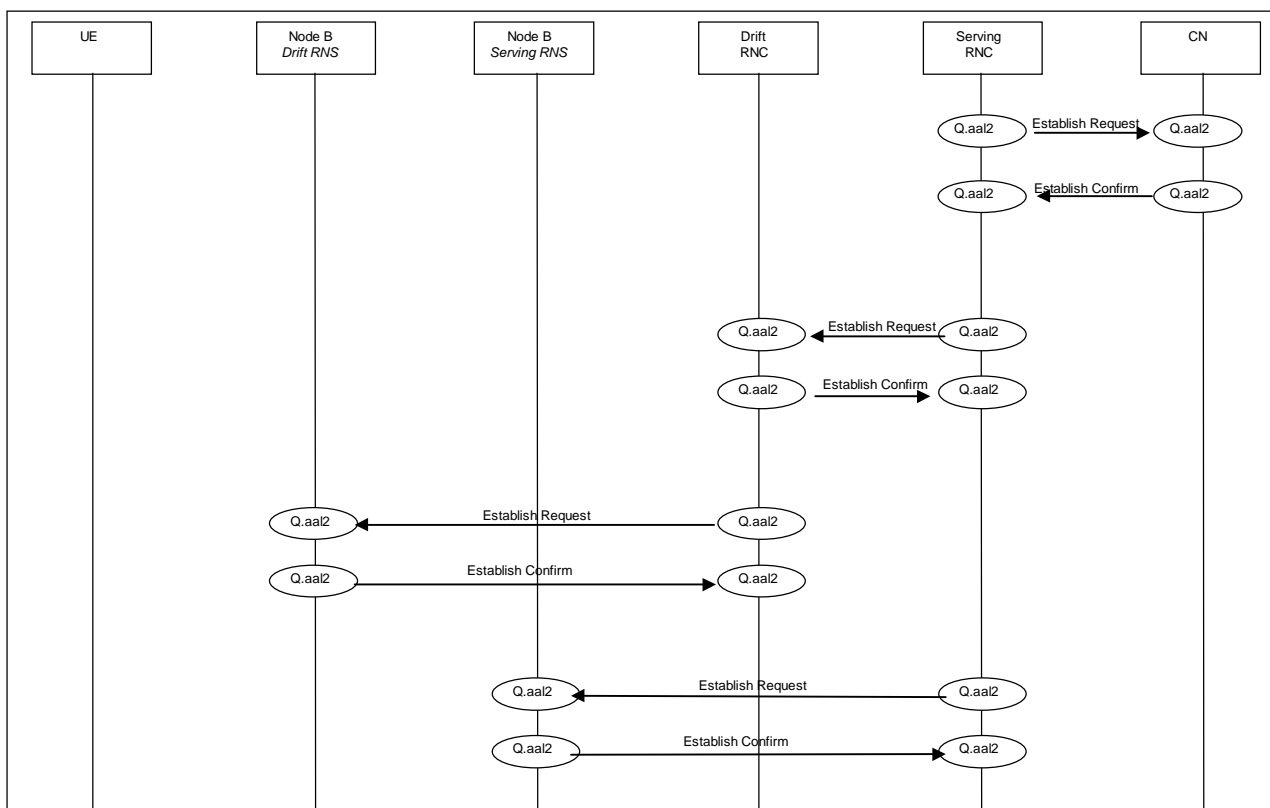 UE
Node B
Drift RNS
Node B
Serving RNS
Drift
RNC
Serving
RNC
CN
Q.aal2
Establish Request
Q.aal2
Q.aal2
Establish Confirm
Q.aal2
Q.aal2
Establish Request
Q.aal2
Q.aal2
Establish Confirm
Q.aal2
Q.aal2
Establish Request
Q.aal2
Q.aal2
Establish Confirm
Q.aal2
Q.aal2
Establish Request
Q.aal2
Q.aal2
Establish Confirm
Q.aal2